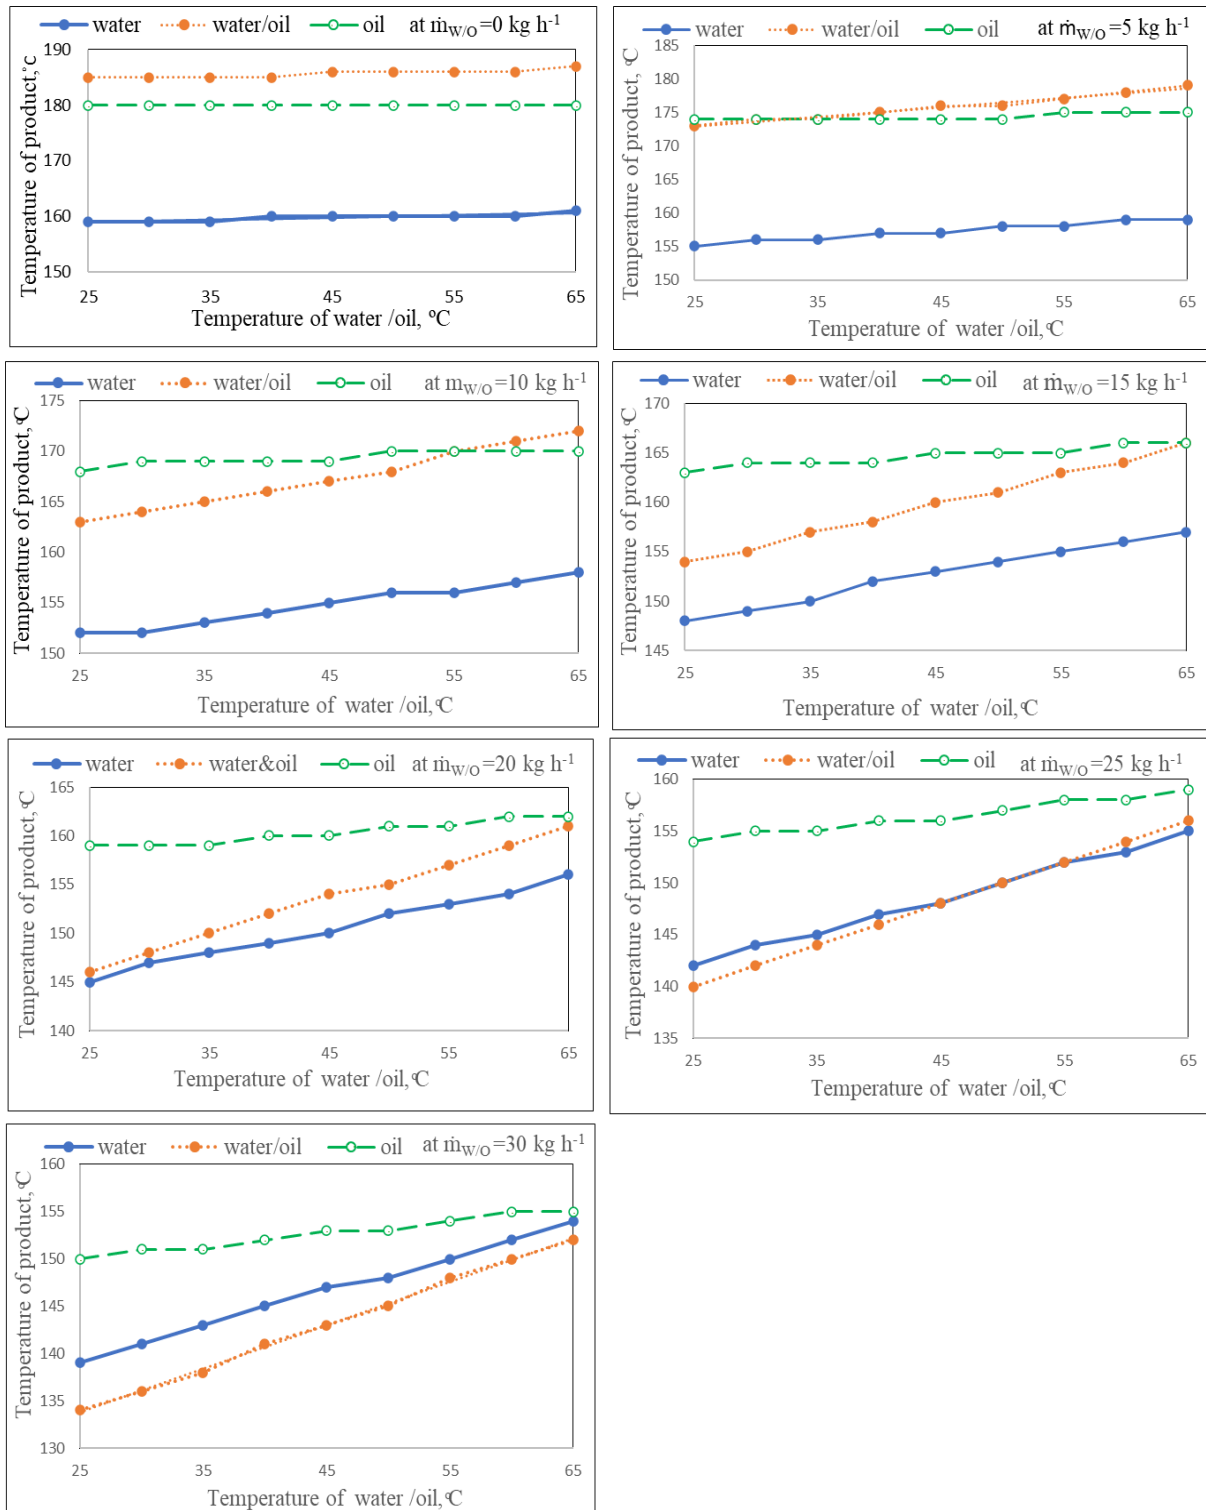 water water/oil oil at ṁW/O=0 kg h-1
190
180
170
160
150
Temperature of product,°c
25 35 45 55 65
Temperature of water /oil, ºC
water water/oil oil at ṁW/O=5 kg h-1
185
180
175
170
165
160
155
150
Temperature of product, °C
25 35 45 55 65
Temperature of water /oil,°C
water water/oil oil at mW/O=10 kg h-1
175
170
165
160
155
150
Temperature of product,°C
25 35 45 55 65
Temperature of water /oil,°C
water water/oil oil at ṁW/O=15 kg h-1
170
165
160
155
150
145
Temperature of product,°C
25 35 45 55 65
Temperature of water /oil,°C
water water&oil oil at ṁW/O=20 kg h-1
165
160
155
150
145
140
Temperature of product,°C
25 35 45 55 65
Temperature of water /oil,°C
water water/oil oil at ṁW/O=25 kg h-1
160
155
150
145
140
135
Temperature of product,°C
25 35 45 55 65
Temperature of water /oil,°C
water water/oil oil at ṁW/O=30 kg h-1
160
155
150
145
140
135
130
Temperature of product,°C
25 35 45 55 65
Temperature of water /oil,°C